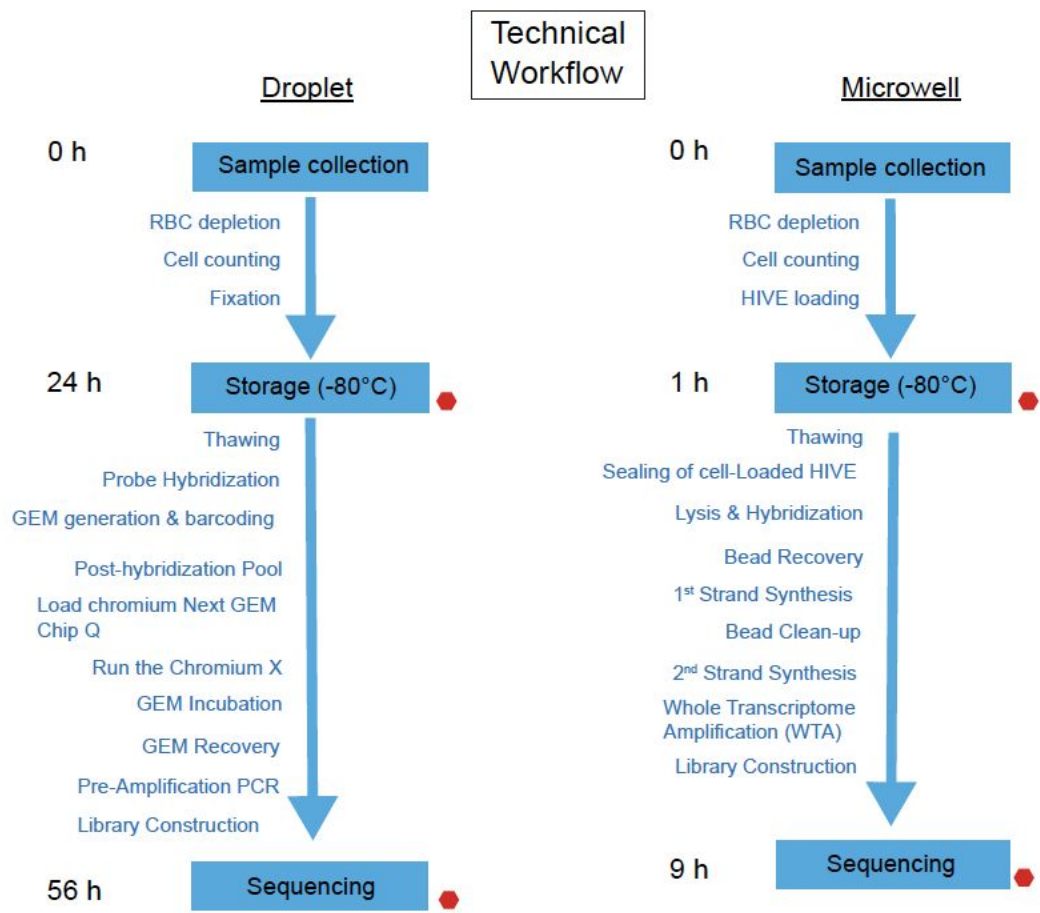 Technical
Workflow
Droplet
0 h
Sample collection
RBC depletion
Cell counting
Fixation
24 h
Storage (-80°C)
Thawing
Probe Hybridization
GEM generation & barcoding
Post-hybridization Pool
Load chromium Next GEM
Chip Q
Run the Chromium X
GEM Incubation
GEM Recovery
Pre-Amplification PCR
Library Construction
56 h
Sequencing
Microwell
0 h
Sample collection
RBC depletion
Cell counting
HIVE loading
1 h
Storage (-80°C)
Thawing
Sealing of cell-Loaded HIVE
Lysis & Hybridization
Bead Recovery
1st Strand Synthesis
Bead Clean-up
2nd Strand Synthesis
Whole Transcriptome
Amplification (WTA)
Library Construction
9 h
Sequencing